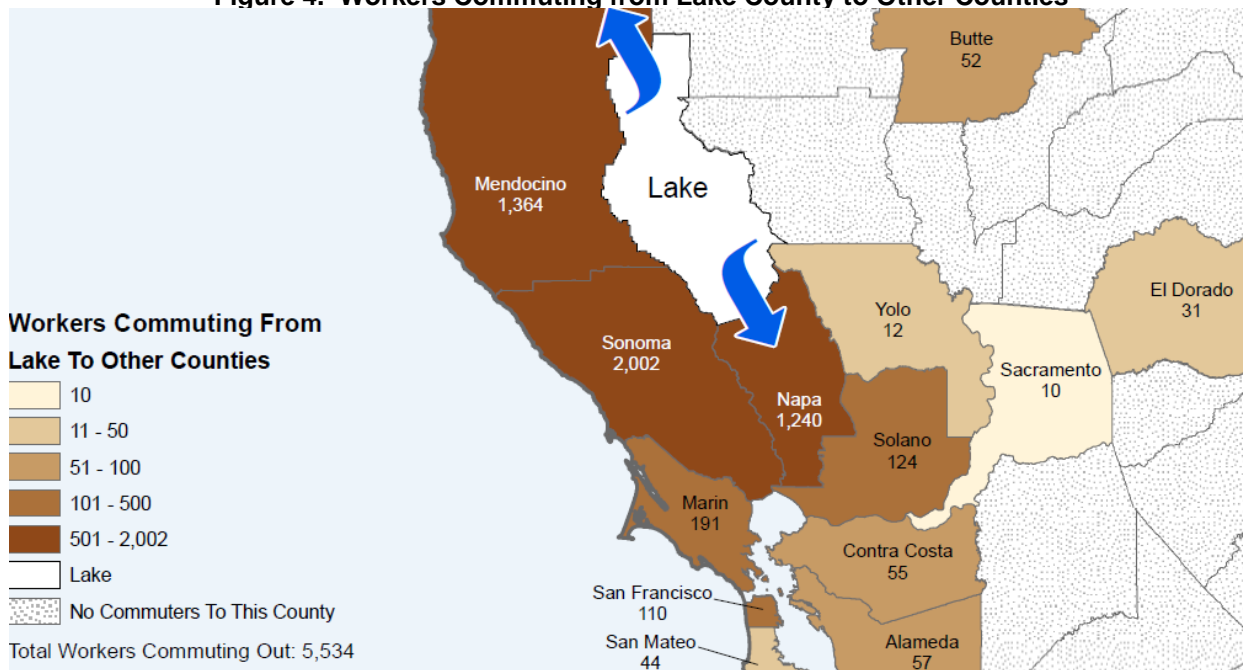 Figure 4. Workers Commuting from Lake County to Other Counties
Butte
52
Mendocino
1,364
Lake
El Dorado
31
Yolo
12
Sonoma
2,002
Sacramento
10
Napa
1,240
Solano
124
Marin
191
Contra Costa
55
San Francisco
110
San Mateo
44
Alameda
57
Workers Commuting From
Lake To Other Counties
10
11 - 50
51 - 100
101 - 500
501 - 2,002
Lake
No Commuters To This County
Total Workers Commuting Out: 5,534